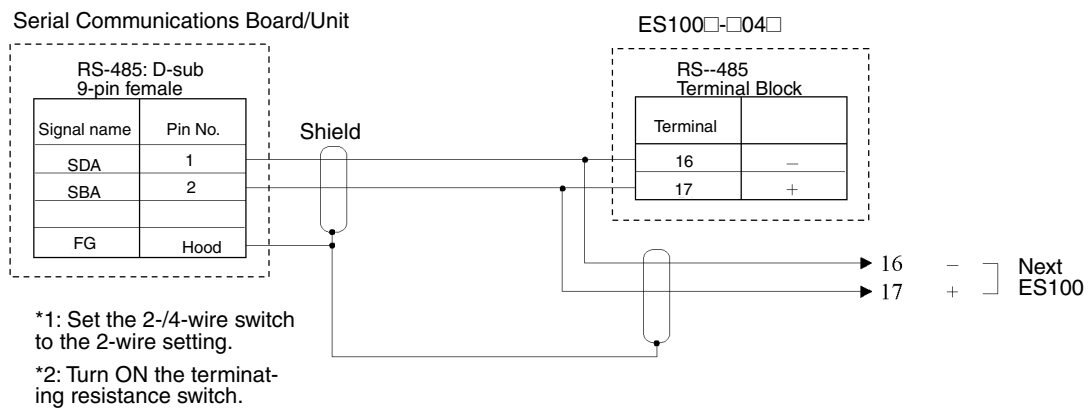 Serial Communications Board/Unit
ES100□-□04□
RS-485: D-sub
9-pin female
RS--485
Terminal Block
Signal name Pin No.
Shield
Terminal
SDA 1
16 −
SBA 2
17 +
FG Hood
16 − Next
17 + ES100
*1: Set the 2-/4-wire switch
to the 2-wire setting.
*2: Turn ON the terminat-
ing resistance switch.